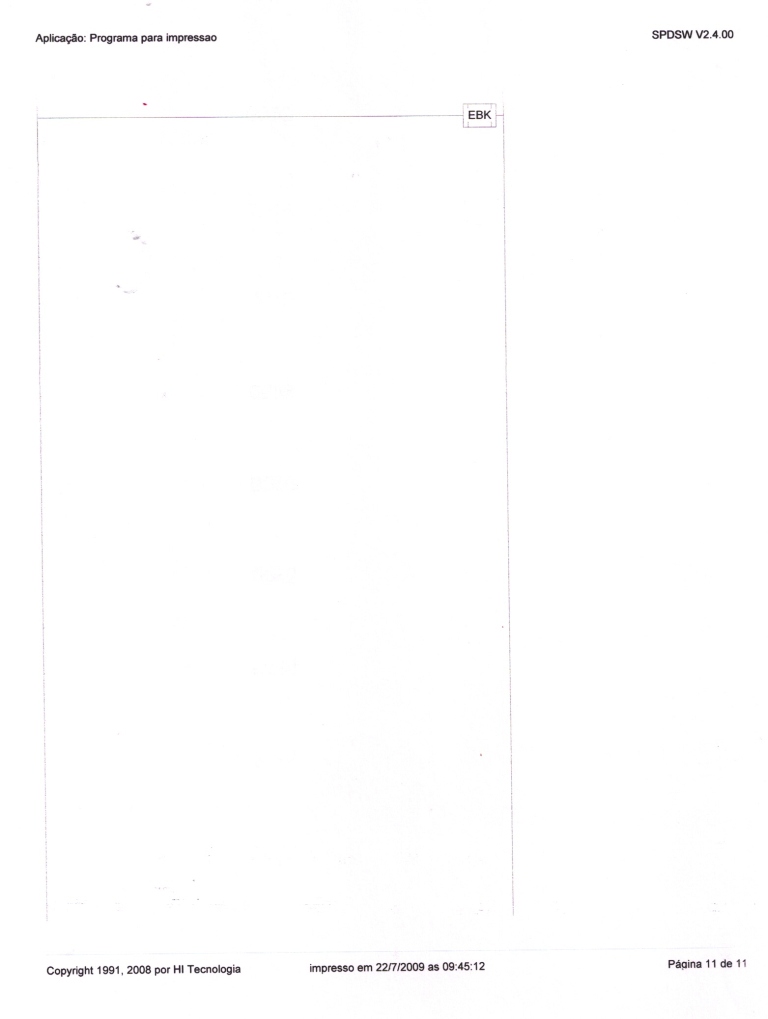 Aplicação: Programa para impressao
SPDSW V2.4.00
EBK
Copyright 1991, 2008 por HI Tecnologia
impresso em 22/7/2009 as 09:45:12
Página 11 de 11